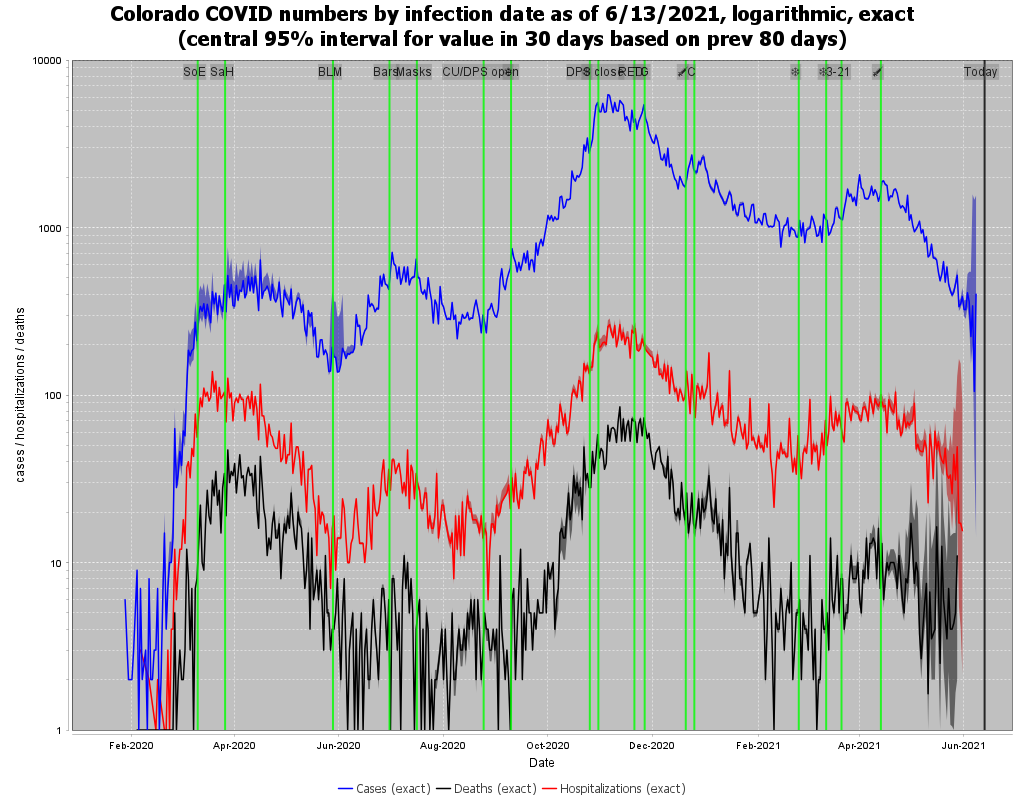 Colorado COVID numbers by infection date as of 6/13/2021, logarithmic, exact
(central 95% interval for value in 30 days based on prev 80 days)
10000
SoE SaH BLM Bars Masks CU/DPS open DPS close RED TG C 3-21 Today
1000
100
10
1
cases / hospitalizations / deaths
Feb-2020 Apr-2020 Jun-2020 Aug-2020 Oct-2020 Dec-2020 Feb-2021 Apr-2021 Jun-2021
Date
Cases (exact) Deaths (exact) Hospitalizations (exact)